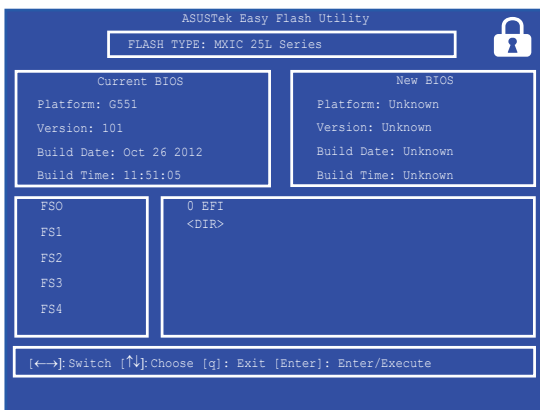 ASUSTek Easy Flash Utility
FLASH TYPE: MXIC 25L Series
Current BIOS
Platform: G551
Version: 101
Build Date: Oct 26 2012
Build Time: 11:51:05
New BIOS
Platform: Unknown
Version: Unknown
Build Date: Unknown
Build Time: Unknown
FSO
FS1
FS2
FS3
FS4
0 EFI
<DIR>
[←→]: Switch [↑↓]: Choose [q]: Exit [Enter]: Enter/Execute